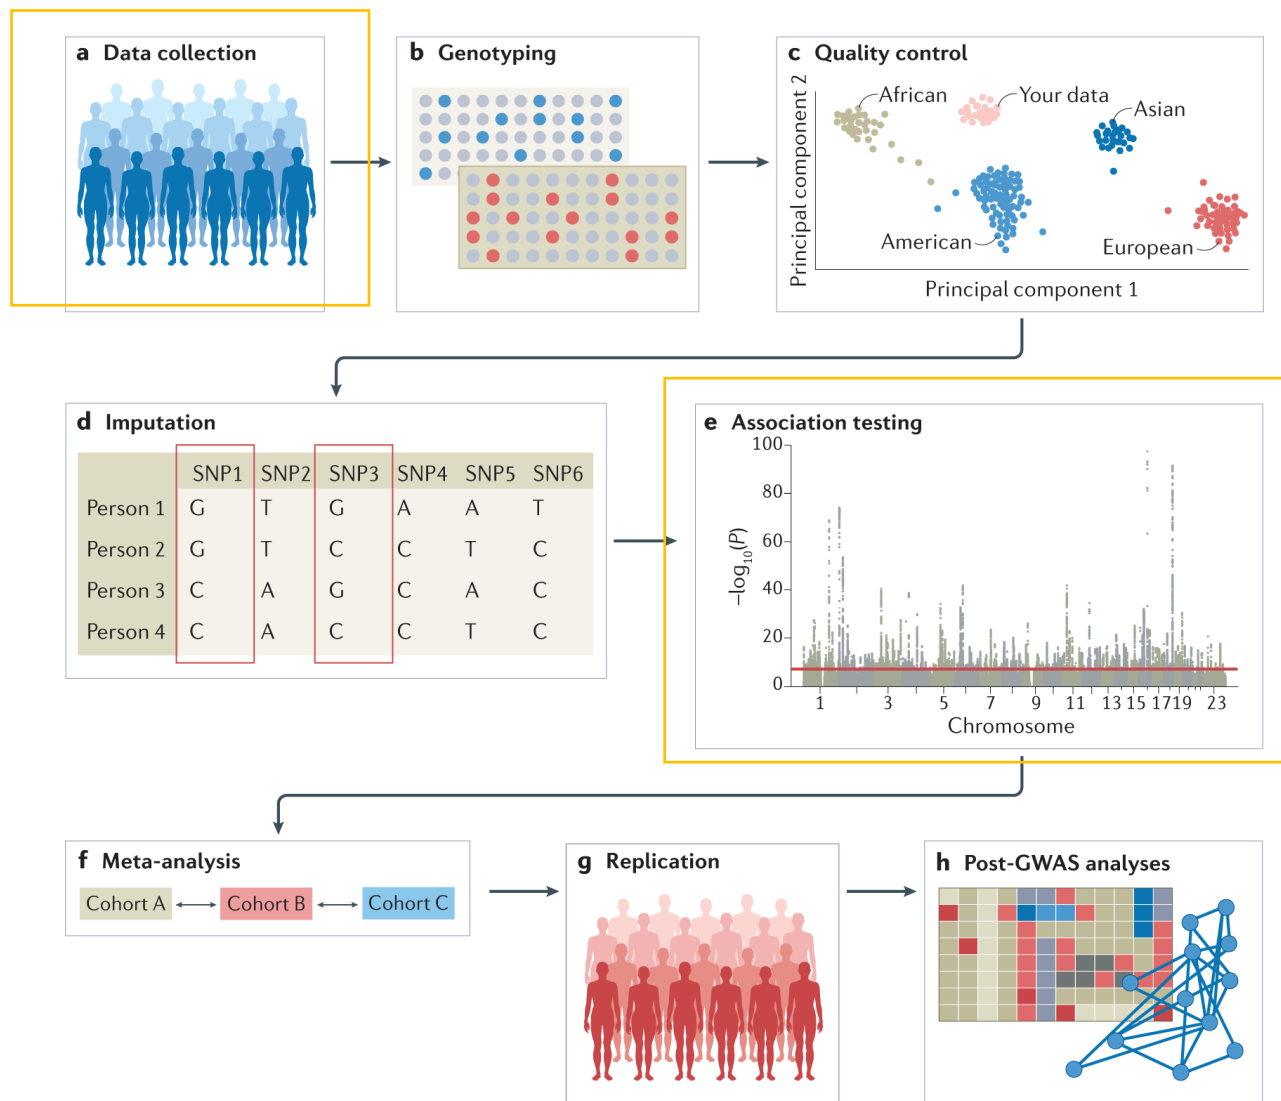 a Data collection
b Genotyping
c Quality control
Principal component 2
African
Your data
Asian
American
European
Principal component 1
d Imputation
SNP1 SNP2 SNP3 SNP4 SNP5 SNP6
Person 1 G T G A A T
Person 2 G T C C T C
Person 3 C A G C A C
Person 4 C A C C T C
e Association testing
–log10(P)
100
80
60
40
20
0
1 3 5 7 9 11 13 15 17 19 23
Chromosome
f Meta-analysis
Cohort A Cohort B Cohort C
g Replication
h Post-GWAS analyses